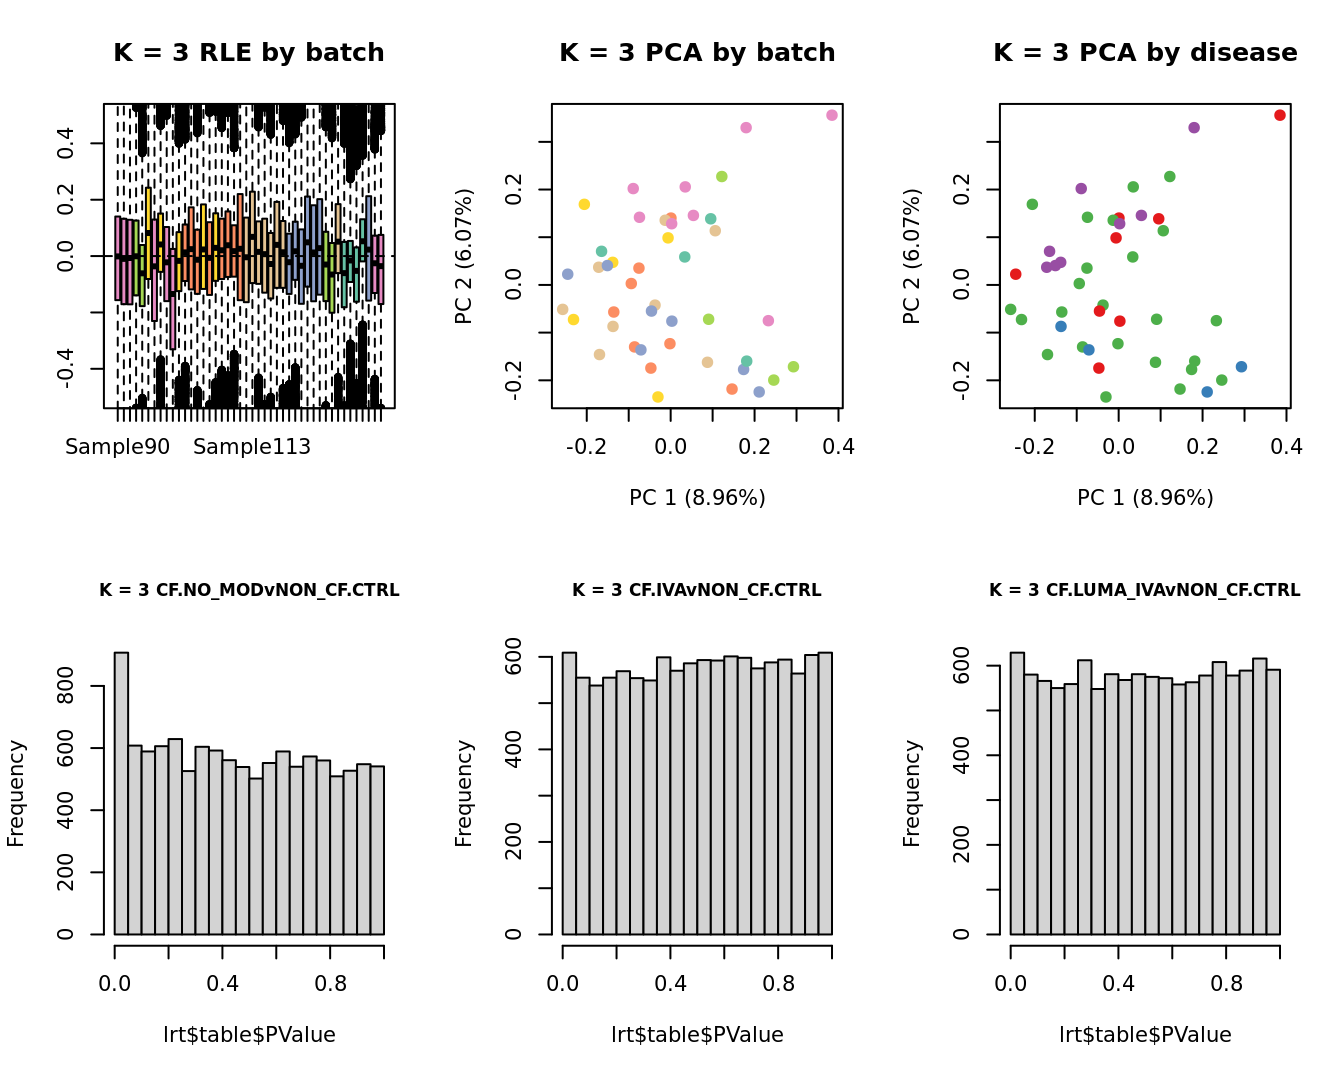 K = 3 RLE by batch
0.4
0.2
0.0
-0.4
Sample90 Sample113
K = 3 PCA by batch
PC 2 (6.07%)
0.2
0.0
-0.2
-0.2 0.0 0.2 0.4
PC 1 (8.96%)
K = 3 PCA by disease
PC 2 (6.07%)
0.2
0.0
-0.2
-0.2 0.0 0.2 0.4
PC 1 (8.96%)
K = 3 CF.NO_MODvNON_CF.CTRL
Frequency
800
600
400
200
0
0.0 0.4 0.8
lrt$table$PValue
K = 3 CF.IVAvNON_CF.CTRL
Frequency
600
400
200
0
0.0 0.4 0.8
lrt$table$PValue
K = 3 CF.LUMA_IVAvNON_CF.CTRL
Frequency
600
400
200
0
0.0 0.4 0.8
lrt$table$PValue